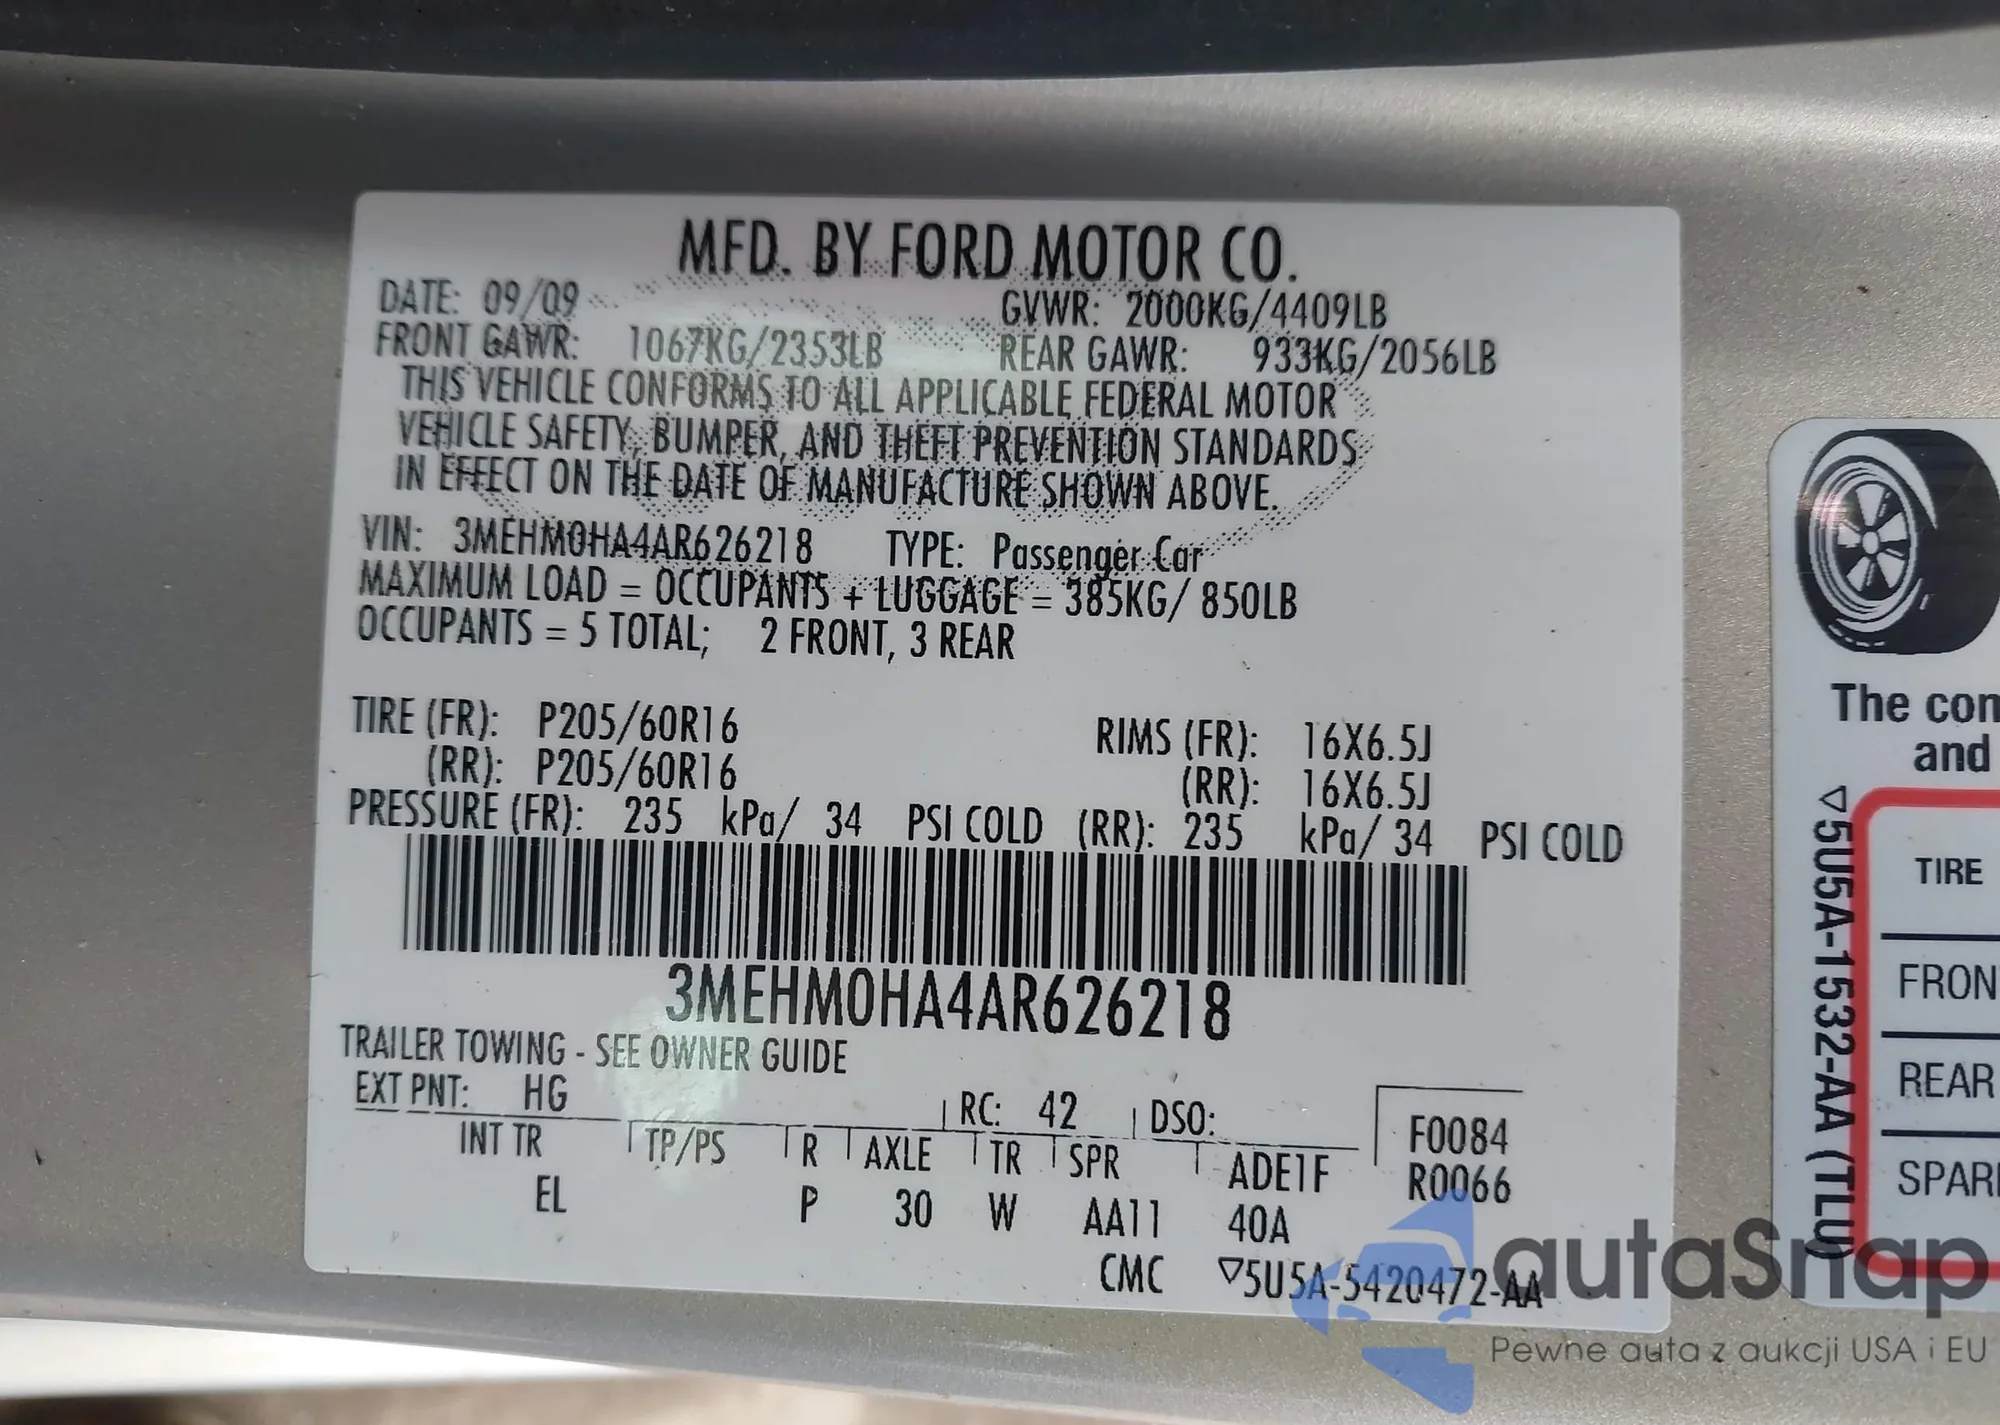 MFD. BY FORD MOTOR CO.
DATE: 09/09 GVWR: 2000KG/4409LB
FRONT GAWR: 1067KG/2353LB REAR GAWR: 933KG/2056LB
THIS VEHICLE CONFORMS TO ALL APPLICABLE FEDERAL MOTOR
VEHICLE SAFETY, BUMPER, AND THEFT PREVENTION STANDARDS
IN EFFECT ON THE DATE OF MANUFACTURE SHOWN ABOVE.
VIN: 3MEHM0HA4AR626218 TYPE: Passenger Car
MAXIMUM LOAD = OCCUPANTS + LUGGAGE = 385KG/ 850LB
OCCUPANTS = 5 TOTAL; 2 FRONT, 3 REAR
TIRE (FR): P205/60R16 RIMS (FR): 16X6.5J
(RR): P205/60R16 (RR): 16X6.5J
PRESSURE (FR): 235 kPa/ 34 PSI COLD (RR): 235 kPa/ 34 PSI COLD
3MEHM0HA4AR626218
TRAILER TOWING - SEE OWNER GUIDE
EXT PNT: HG RC: 42 DSO: F0084
INT TR TP/PS R AXLE TR SPR ADE1F R0066
EL P 30 W AA11 40A
CMC ▽5U5A-5420472-AA
The con
and
▽5U5A-1532-AA (TLU)
TIRE
FRON
REAR
SPAR
autaSnap
Pewne auta z aukcji USA i EU